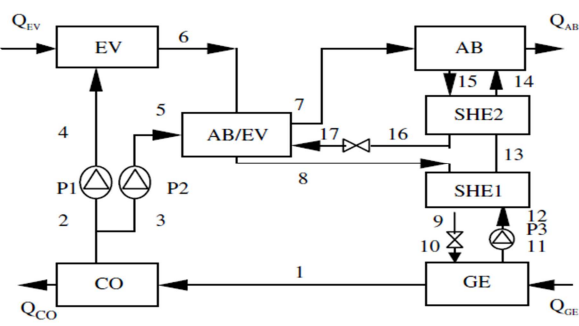 Q_EV
EV
6
AB
Q_AB
15
14
5
7
SHE2
4
AB/EV
17
16
13
8
P1
P2
SHE1
2
3
9
12
P3
10
11
1
CO
GE
Q_CO
Q_GE